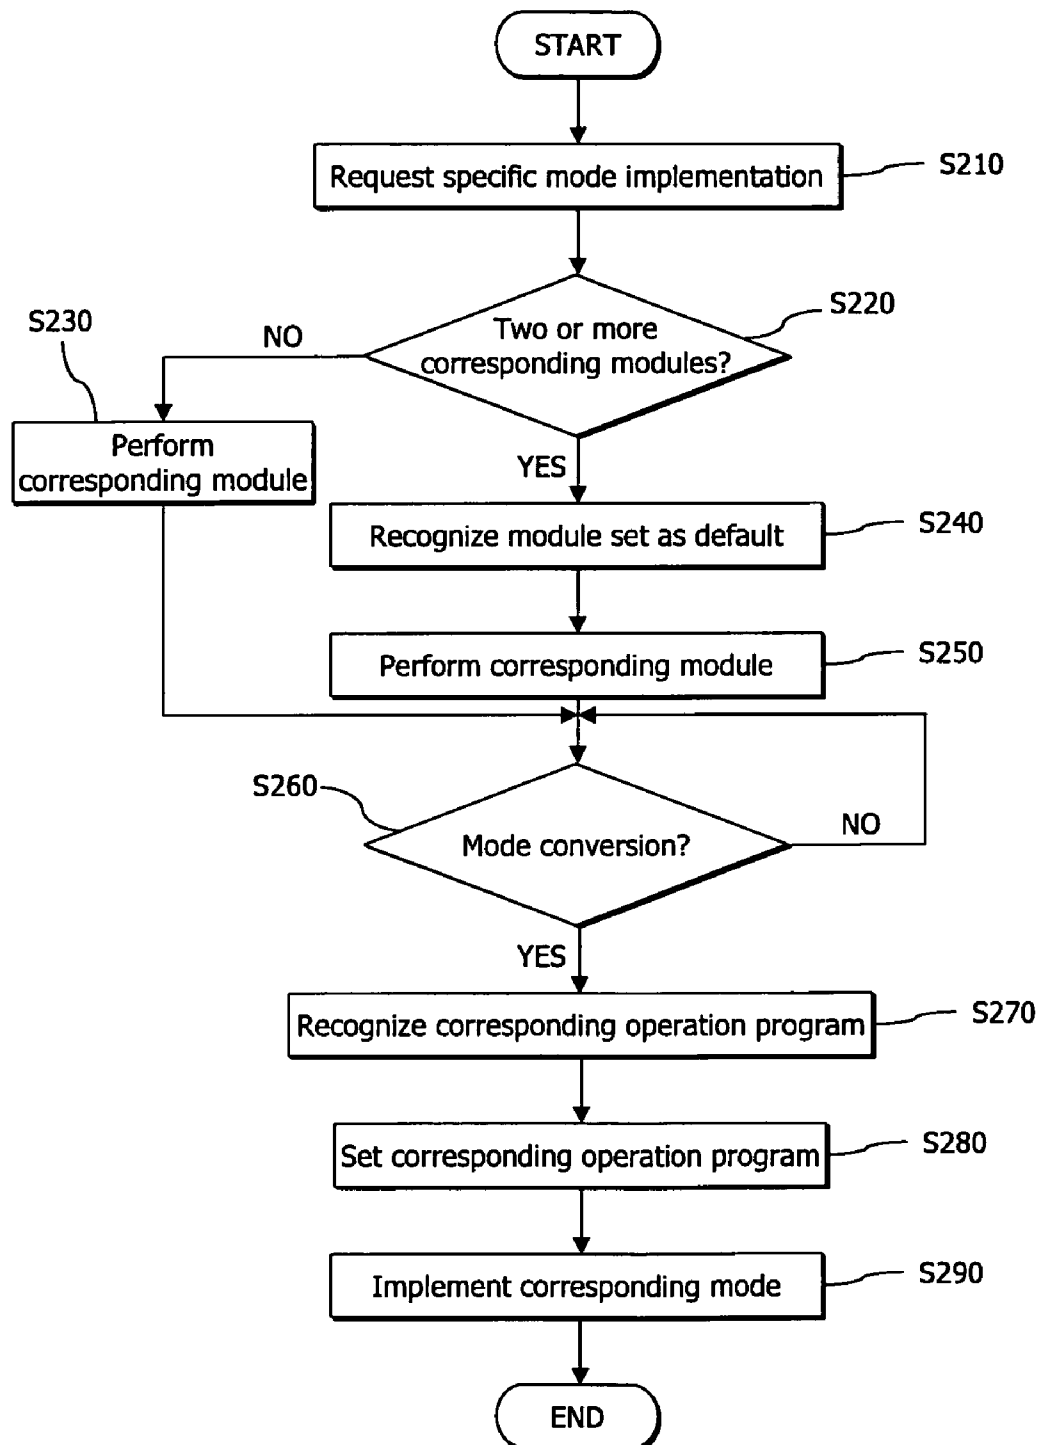 START
Request specific mode implementation
S210
Two or more
corresponding modules?
S220
NO
S230
Perform
corresponding module
YES
Recognize module set as default
S240
Perform corresponding module
S250
S260
Mode conversion?
NO
YES
Recognize corresponding operation program
S270
Set corresponding operation program
S280
Implement corresponding mode
S290
END